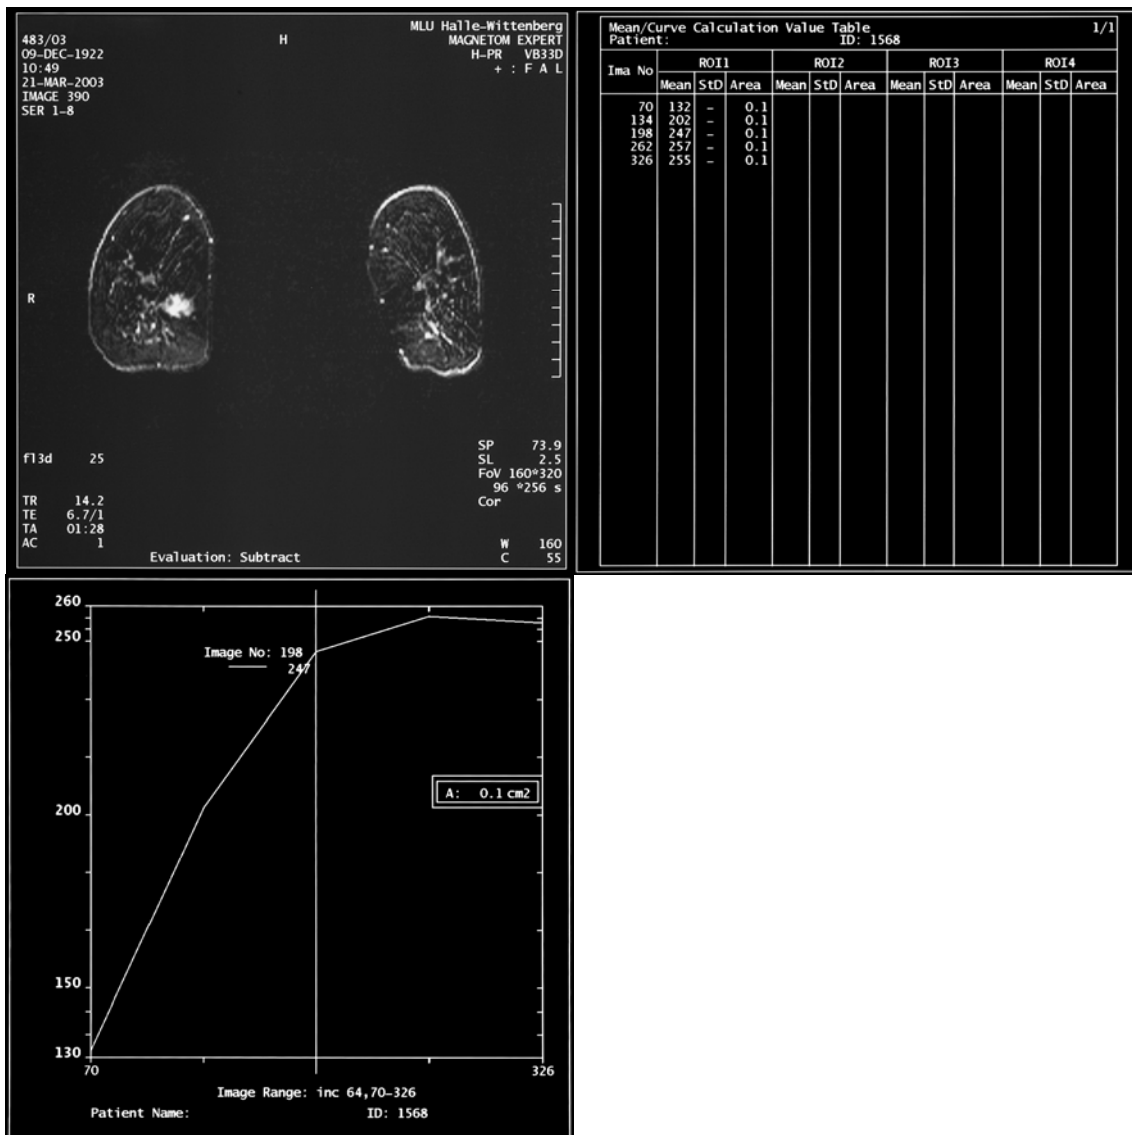 483/03
09-DEC-1922
10:49
21-MAR-2003
IMAGE 390
SER 1-8
H
MLU Halle-Wittenberg
MAGNETOM EXPERT
H-PR VB33D
+ : F A L
R
fl3d 25
TR 14.2
TE 6.7/1
TA 01:28
AC 1
Evaluation: Subtract
SP 73.9
SL 2.5
FoV 160*320
96 *256 s
Cor
W 160
C 55
Mean/Curve Calculation Value Table 1/1
Patient: ID: 1568
Ima No ROI1 ROI2 ROI3 ROI4
Mean StD Area Mean StD Area Mean StD Area Mean StD Area
70 132 – 0.1
134 202 – 0.1
198 247 – 0.1
262 257 – 0.1
326 255 – 0.1
260
250
Image No: 198
247
A: 0.1 cm2
200
150
130
70 326
Image Range: inc 64,70-326
Patient Name: ID: 1568